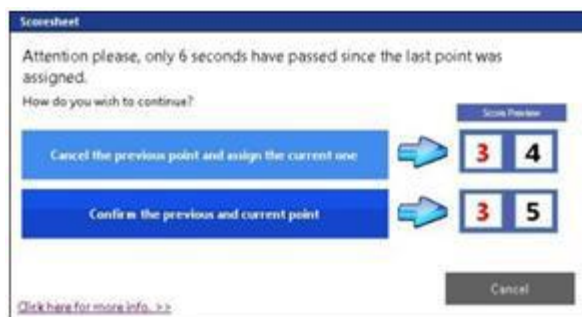 Scoresheet
Attention please, only 6 seconds have passed since the last point was
assigned.
How do you wish to continue?
Score Preview
Cancel the previous point and assign the current one
3 4
Confirm the previous and current point
3 5
Cancel
Click here for more info. >>